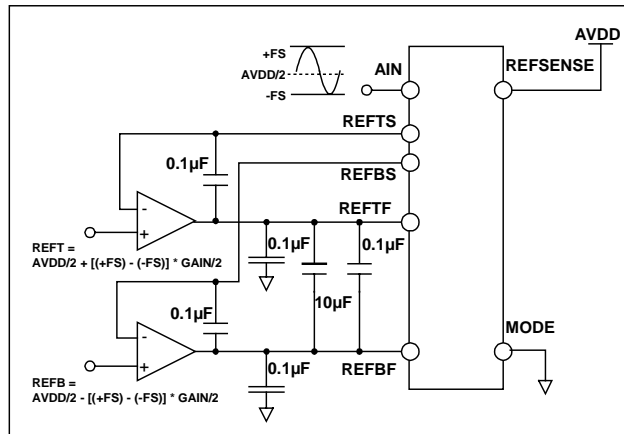 AVDD
+FS
AIN
REFSENSE
AVDD/2
-FS
REFTS
0.1µF
REFBS
-
+
REFTF
0.1µF
0.1µF
REFT =
AVDD/2 + [(+FS) - (-FS)] * GAIN/2
10µF
0.1µF
MODE
-
+
REFBF
0.1µF
REFB =
AVDD/2 - [(+FS) - (-FS)] * GAIN/2